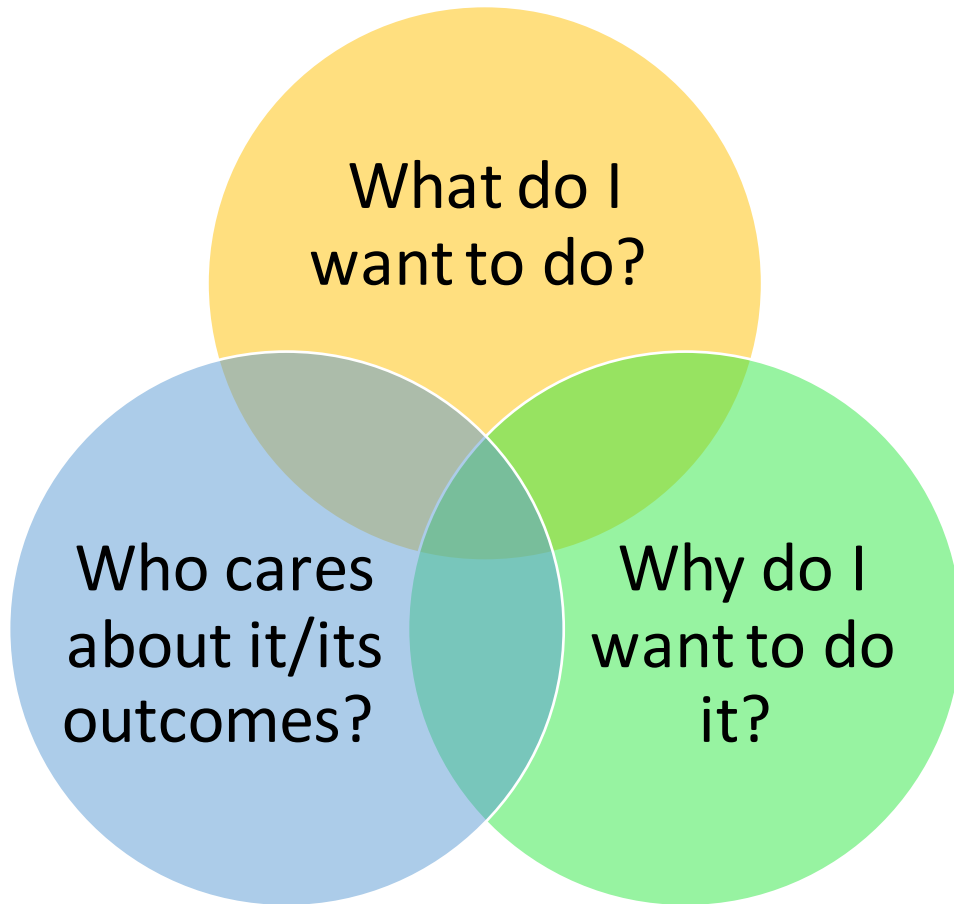 What do I
want to do?
Who cares
about it/its
outcomes?
Why do I
want to do
it?